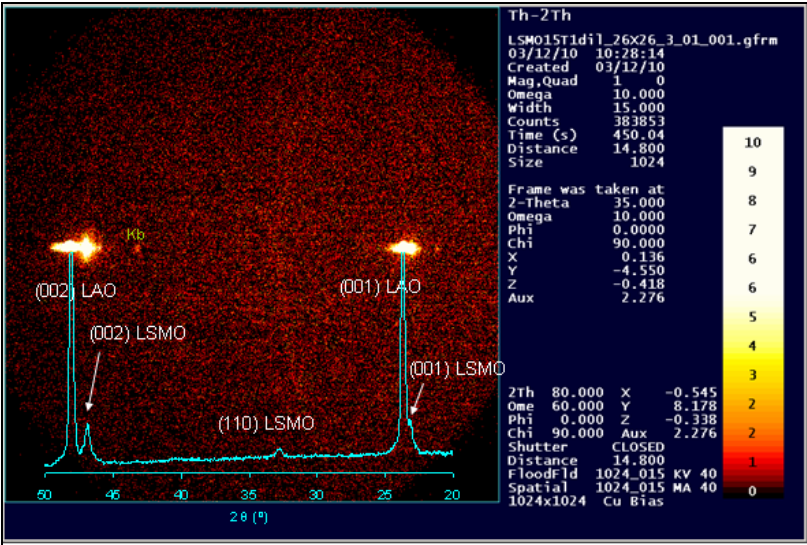 Th-2Th
LSMO15T1dil_26X26_3_01_001.gfrm
03/12/10 10:28:14
Created 03/12/10
Mag,Quad 1 0
Omega 10.000
Width 15.000
Counts 383853
Time (s) 450.04
Distance 14.800
Size 1024
Frame was taken at
2-Theta 35.000
Omega 10.000
Phi 0.0000
Chi 90.000
X 0.136
Y -4.550
Z -0.418
Aux 2.276
2Th 80.000 X -0.545
Ome 60.000 Y 8.178
Phi 0.000 Z -0.338
Chi 90.000 Aux 2.276
Shutter CLOSED
Distance 14.800
FloodFld 1024_015 KV 40
Spatial 1024_015 MA 40
1024x1024 Cu Bias
10
9
8
7
6
6
5
4
3
2
2
1
0
Kb
(002) LAO
(001) LAO
(002) LSMO
(001) LSMO
(110) LSMO
50 45 40 35 30 25 20
2θ (º)